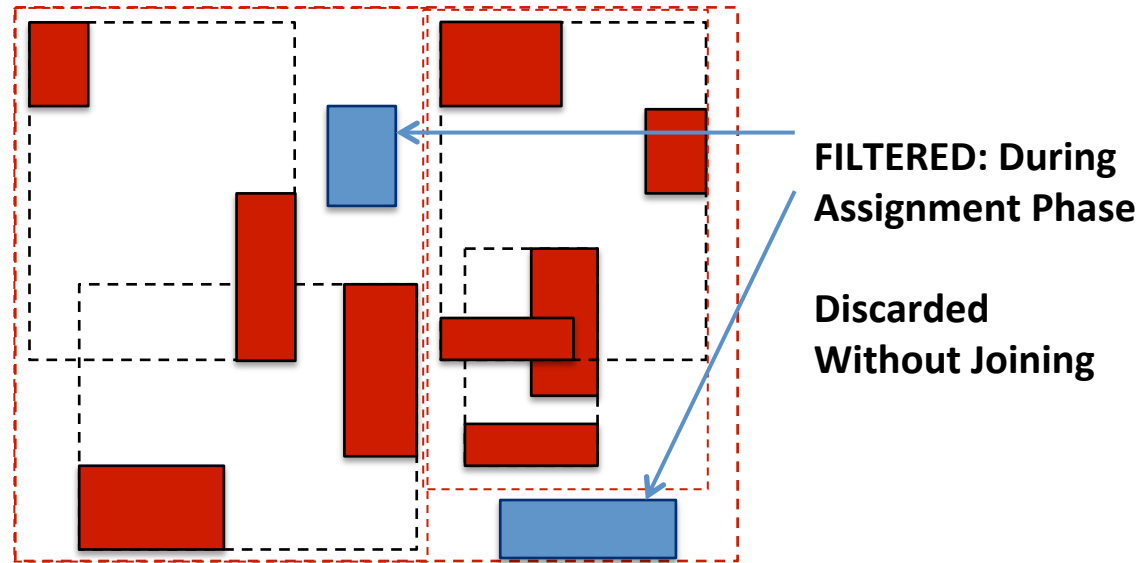 FILTERED: During
Assignment Phase
Discarded
Without Joining